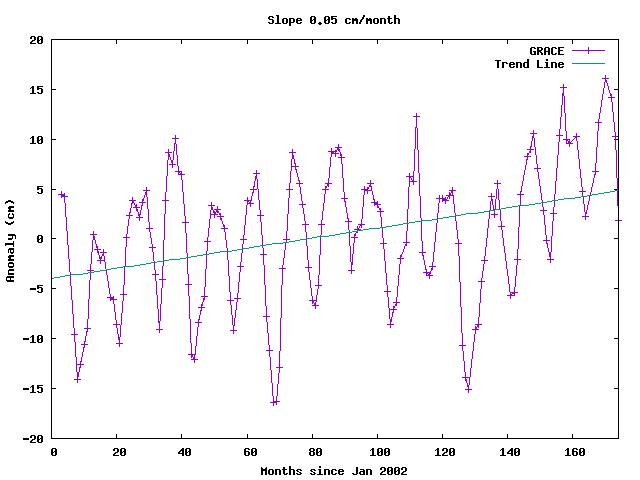 Slope 0.05 cm/month
20
15
10
5
0
-5
-10
-15
-20
Anomaly (cm)
GRACE
Trend Line
0 20 40 60 80 100 120 140 160
Months since Jan 2002